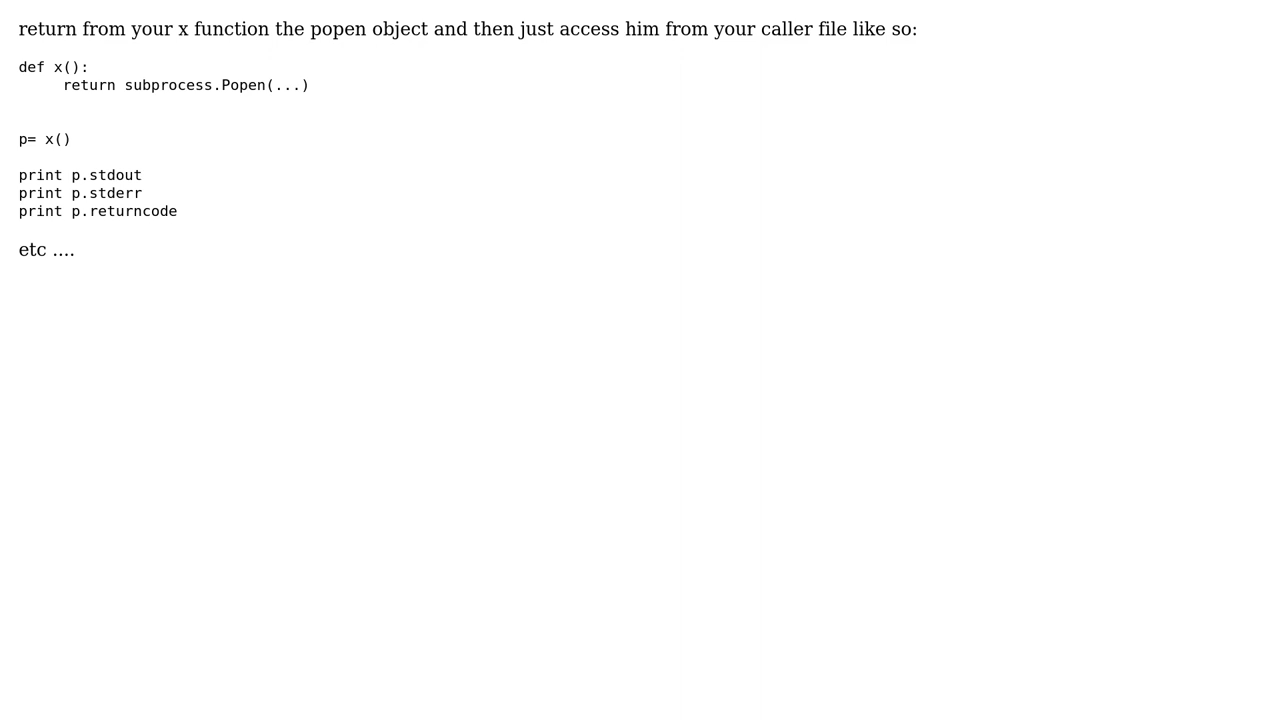 return from your x function the popen object and then just access him from your caller file like so:
def x():
     return subprocess.Popen(...)
p= x()
print p.stdout
print p.stderr
print p.returncode
etc ....